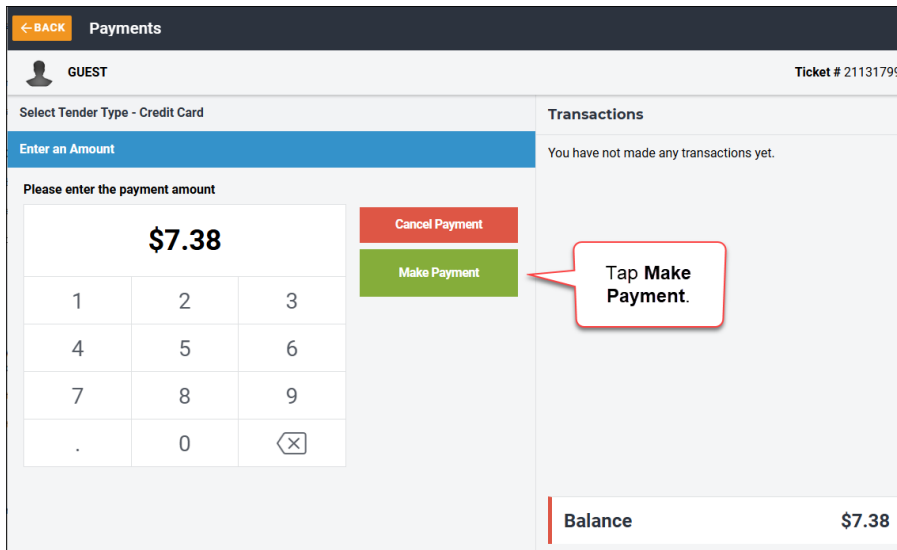 ←BACK Payments
GUEST
Ticket # 21131799
Select Tender Type - Credit Card
Enter an Amount
Please enter the payment amount
$7.38
1 2 3
4 5 6
7 8 9
. 0
Cancel Payment
Make Payment
Tap Make
Payment.
Transactions
You have not made any transactions yet.
Balance $7.38